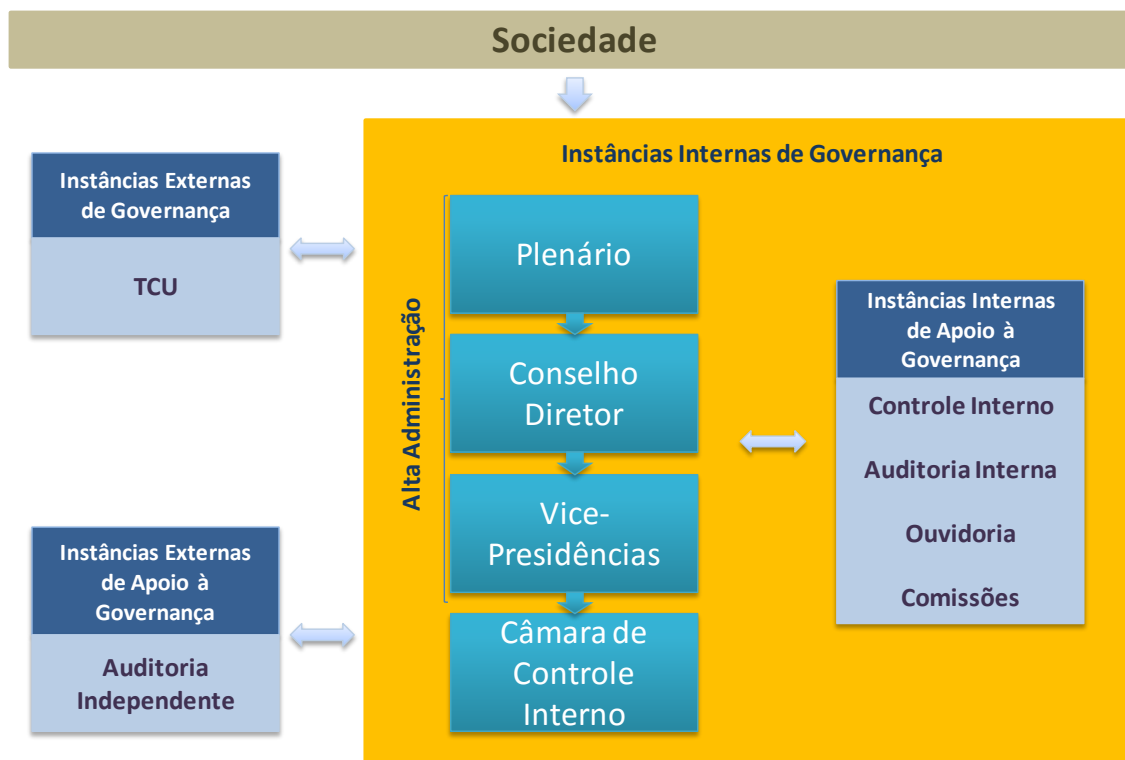 Sociedade
Instâncias Internas de Governança
Instâncias Externas
de Governança
TCU
Instâncias Externas
de Apoio à
Governança
Auditoria
Independente
Alta Administração
Plenário
Conselho
Diretor
Vice-
Presidências
Câmara de
Controle
Interno
Instâncias Internas
de Apoio à
Governança
Controle Interno
Auditoria Interna
Ouvidoria
Comissões